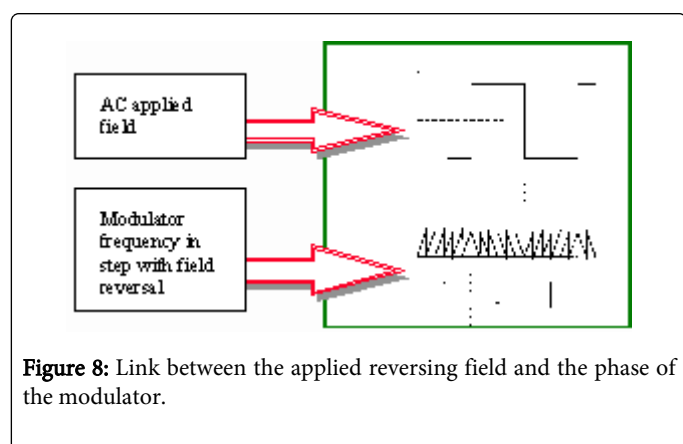 AC applied
field
Modulator
frequency in
step with field
reversal
Figure 8: Link between the applied reversing field and the phase of
the modulator.